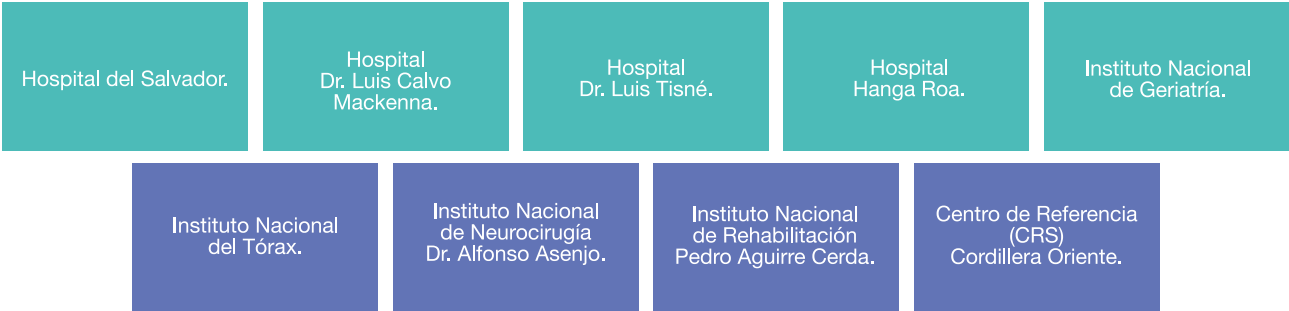 Hospital del Salvador.
Hospital
Dr. Luis Calvo
Mackenna.
Hospital
Dr. Luis Tisné.
Hospital
Hanga Roa.
Instituto Nacional
de Geriatría.
Instituto Nacional
del Tórax.
Instituto Nacional
de Neurocirugía
Dr. Alfonso Asenjo.
Instituto Nacional
de Rehabilitación
Pedro Aguirre Cerda.
Centro de Referencia
(CRS)
Cordillera Oriente.